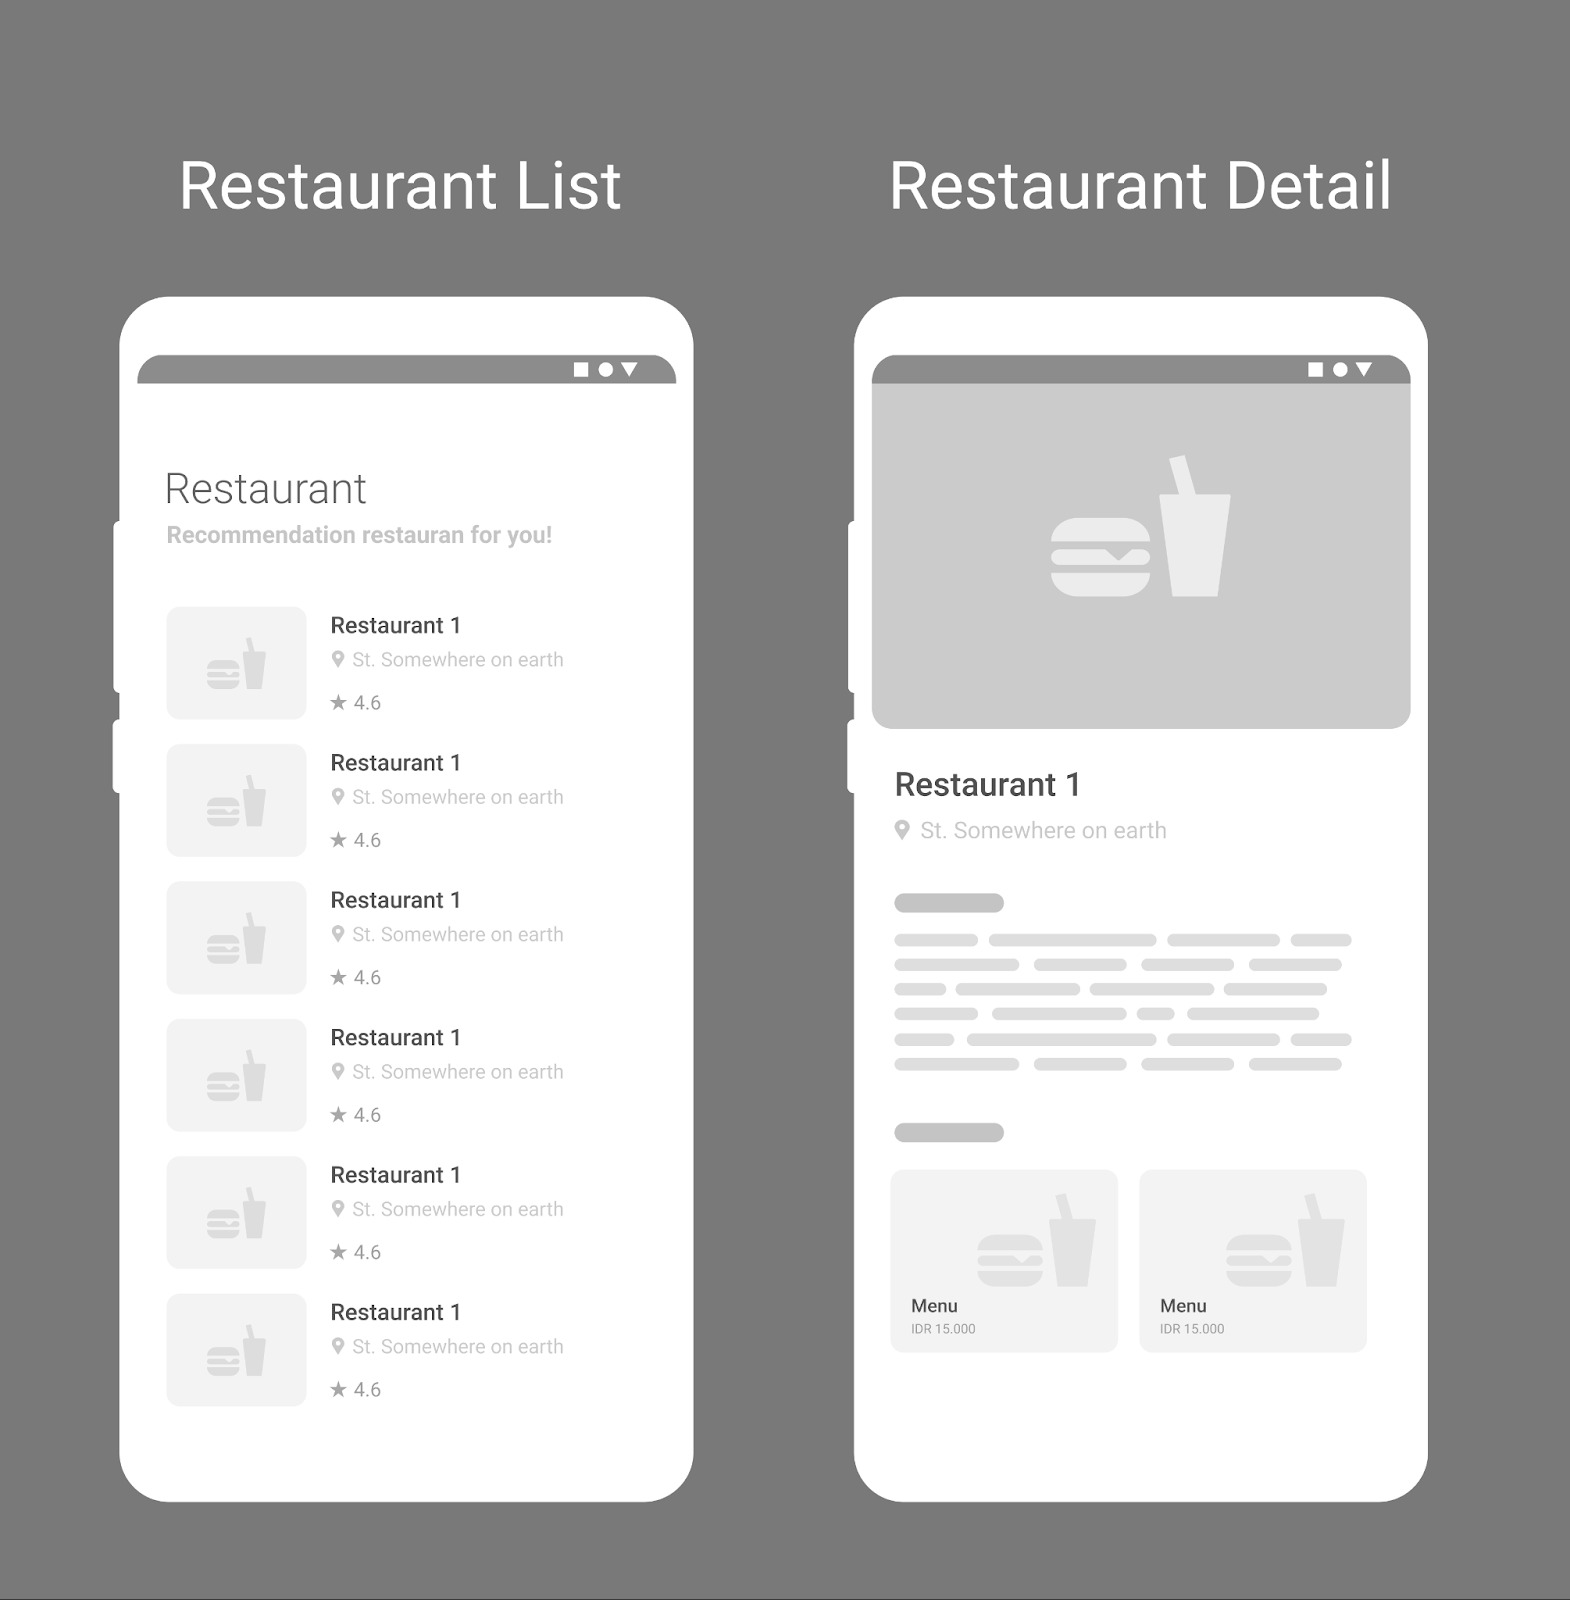 Restaurant List
Restaurant
Recommendation restauran for you!
Restaurant 1
St. Somewhere on earth
4.6
Restaurant 1
St. Somewhere on earth
4.6
Restaurant 1
St. Somewhere on earth
4.6
Restaurant 1
St. Somewhere on earth
4.6
Restaurant 1
St. Somewhere on earth
4.6
Restaurant 1
St. Somewhere on earth
4.6
Restaurant Detail
Restaurant 1
St. Somewhere on earth
Menu
IDR 15.000
Menu
IDR 15.000